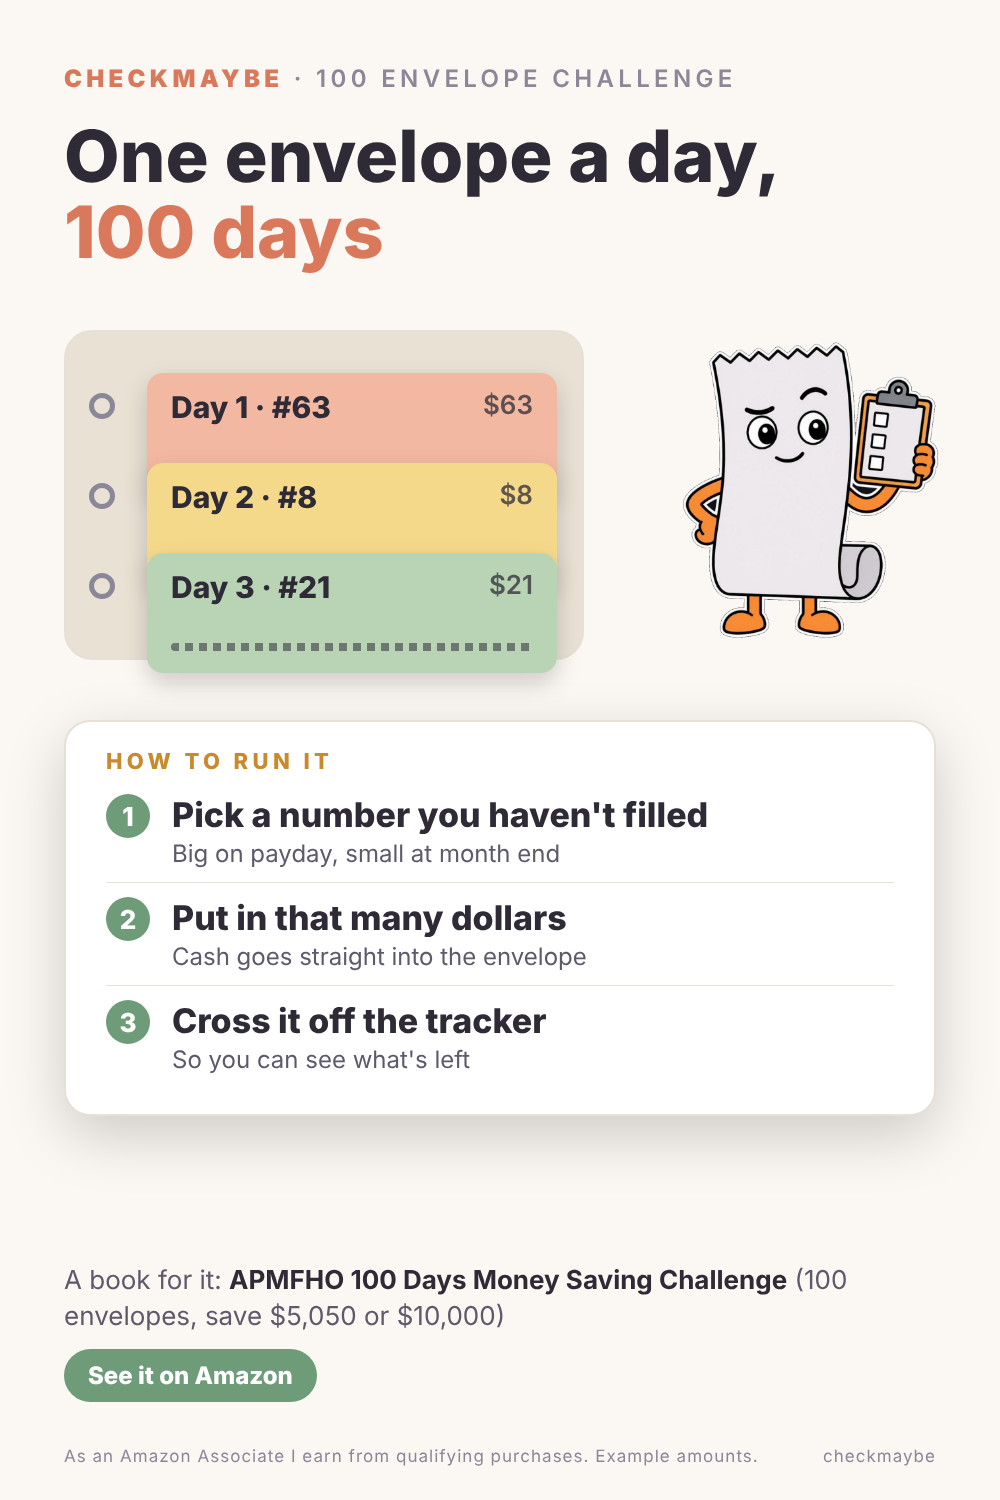 CHECKMAYBE · 100 ENVELOPE CHALLENGE
One envelope a day,
100 days
Day 1 · #63 $63
Day 2 · #8 $8
Day 3 · #21 $21
HOW TO RUN IT
1 Pick a number you haven't filled
Big on payday, small at month end
2 Put in that many dollars
Cash goes straight into the envelope
3 Cross it off the tracker
So you can see what's left
A book for it: APMFHO 100 Days Money Saving Challenge (100
envelopes, save $5,050 or $10,000)
See it on Amazon
As an Amazon Associate I earn from qualifying purchases. Example amounts. checkmaybe